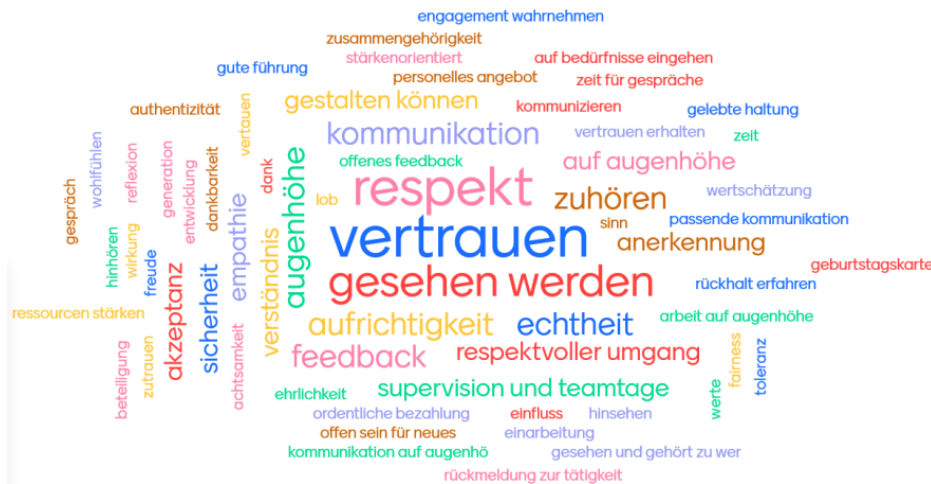 engagement wahrnehmen
zusammengehörigkeit
stärkenorientiert
auf bedürfnisse eingehen
gute führung
personelles angebot
zeit für gespräche
gestalten können
kommunizieren
authentizität
vertauen
gelebte haltung
kommunikation
vertrauen erhalten
zeit
wohlfühlen
reflexion
generation
dankbarkeit
augenhöhe
offenes feedback
auf augenhöhe
dank
entwicklung
respekt
zuhören
wertschätzung
gespräch
lob
empathie
sinn
passende kommunikation
hinhören
wirkung
vertrauen
anerkennung
freude
verständnis
geburtstagskarte
akzeptanz
sicherheit
gesehen werden
rückhalt erfahren
ressourcen stärken
aufrichtigkeit
echtheit
arbeit auf augenhöhe
beteiligung
zutrauen
achtsamkeit
feedback
respektvoller umgang
fairness
toleranz
ehrlichkeit
supervision und teamtage
werte
ordentliche bezahlung
einfluss
hinsehen
offen sein für neues
einarbeitung
kommunikation auf augenhö
gesehen und gehört zu wer
rückmeldung zur tätigkeit